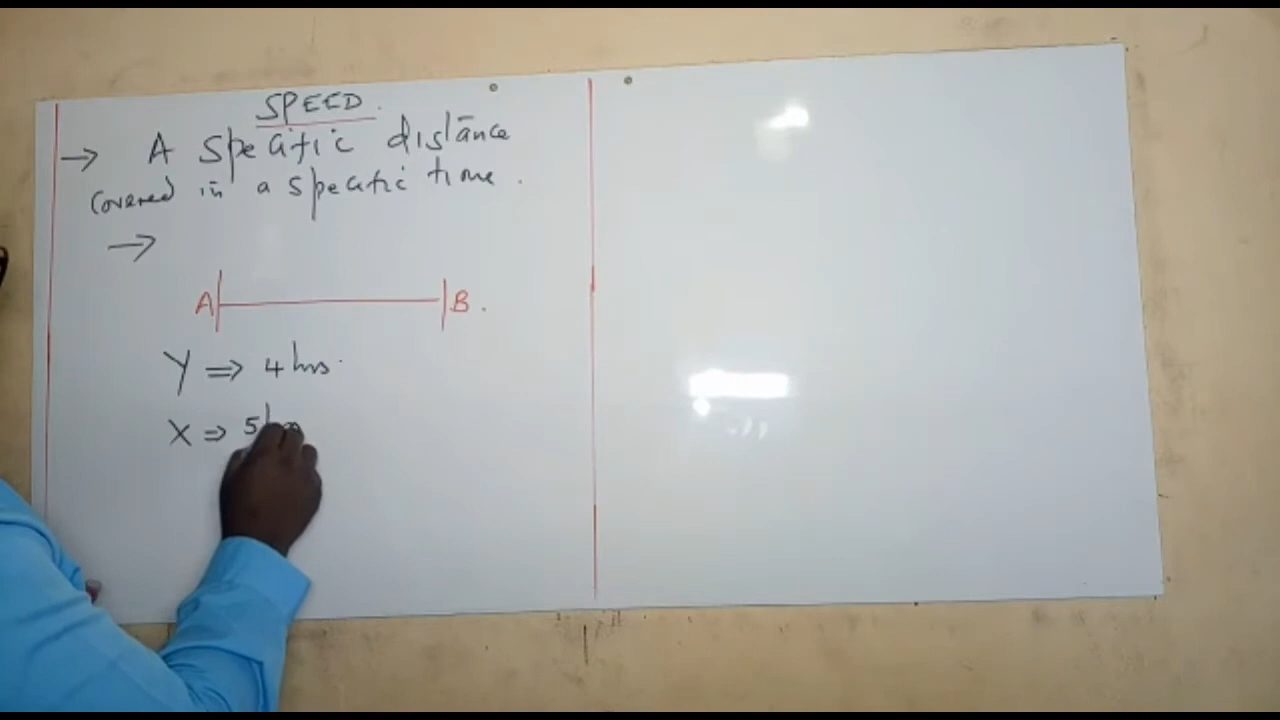 SPEED.
→ A specific distance
covered in a specific time.
→
A B.
Y ⇒ 4 hrs.
X ⇒ 5